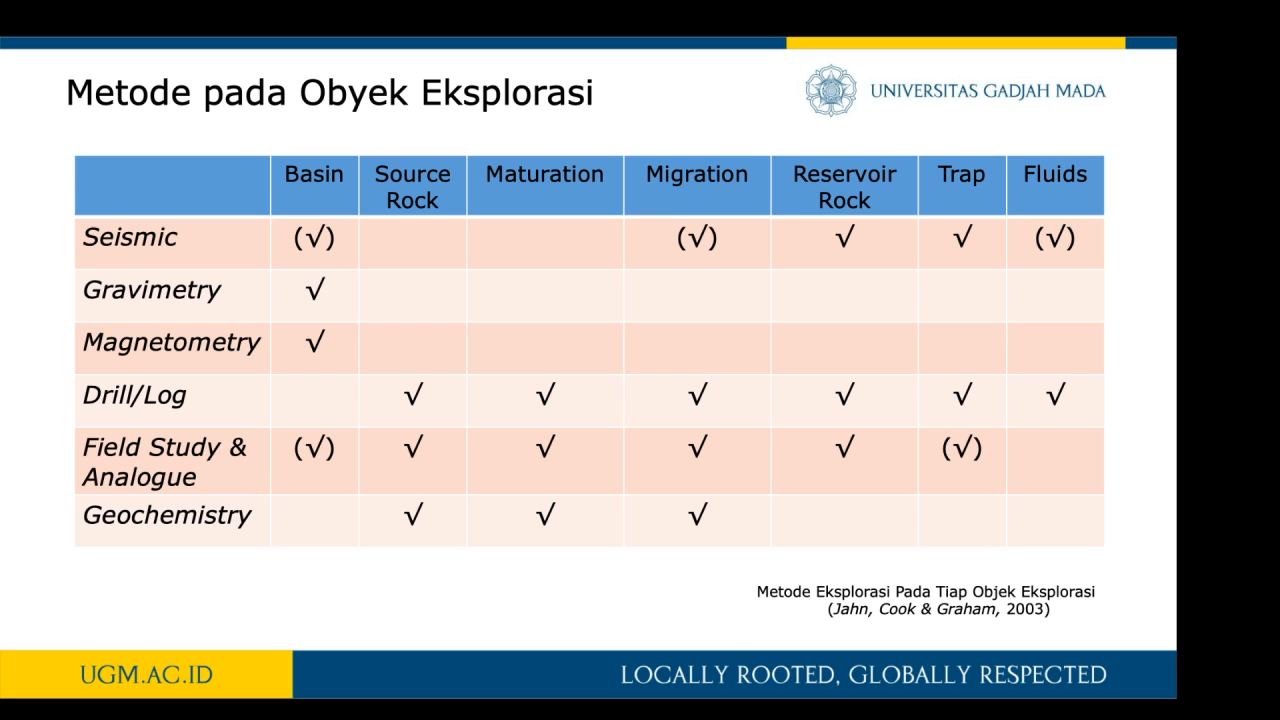 Metode pada Obyek Eksplorasi
UNIVERSITAS GADJAH MADA
Basin Source Rock Maturation Migration Reservoir Rock Trap Fluids
Seismic (√) (√) √ √ (√)
Gravimetry √
Magnetometry √
Drill/Log √ √ √ √ √ √
Field Study & Analogue (√) √ √ √ √ (√)
Geochemistry √ √ √
Metode Eksplorasi Pada Tiap Objek Eksplorasi
(Jahn, Cook & Graham, 2003)
UGM.AC.ID
LOCALLY ROOTED, GLOBALLY RESPECTED